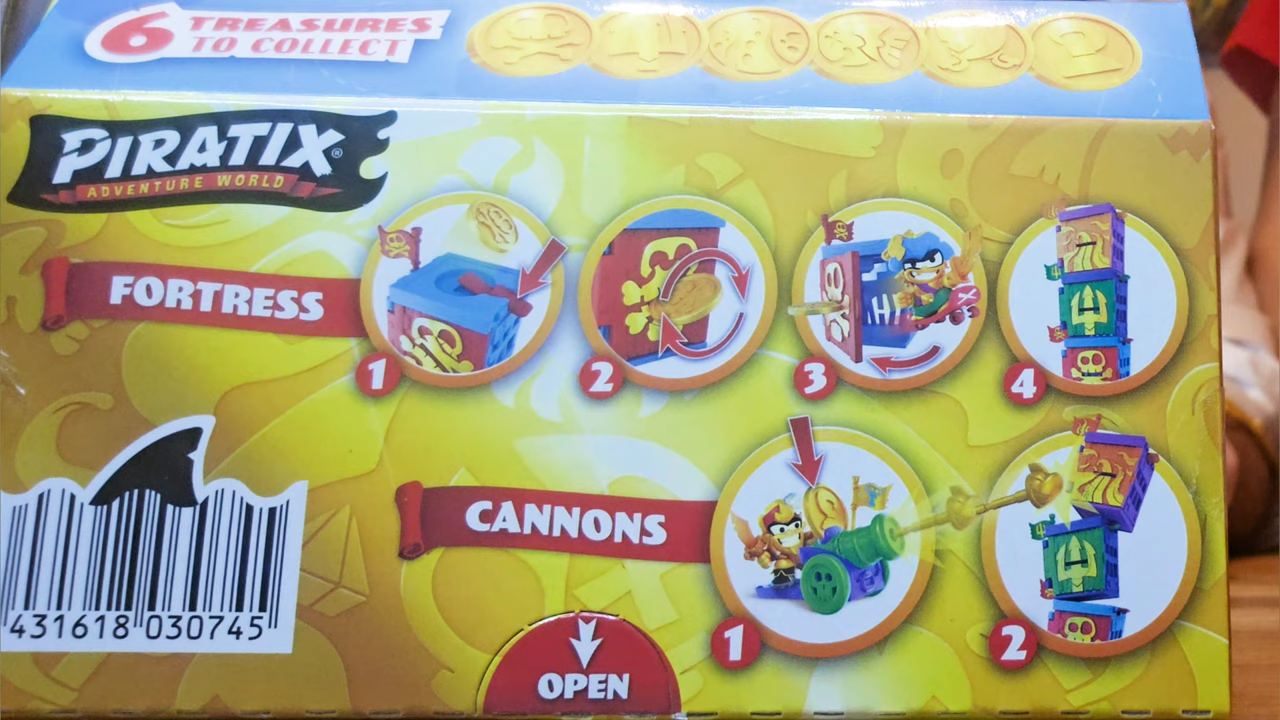 6 TREASURES
TO COLLECT
PIRATIX®
ADVENTURE WORLD
FORTRESS
1
2
3
4
CANNONS
1
2
OPEN
431618 030745